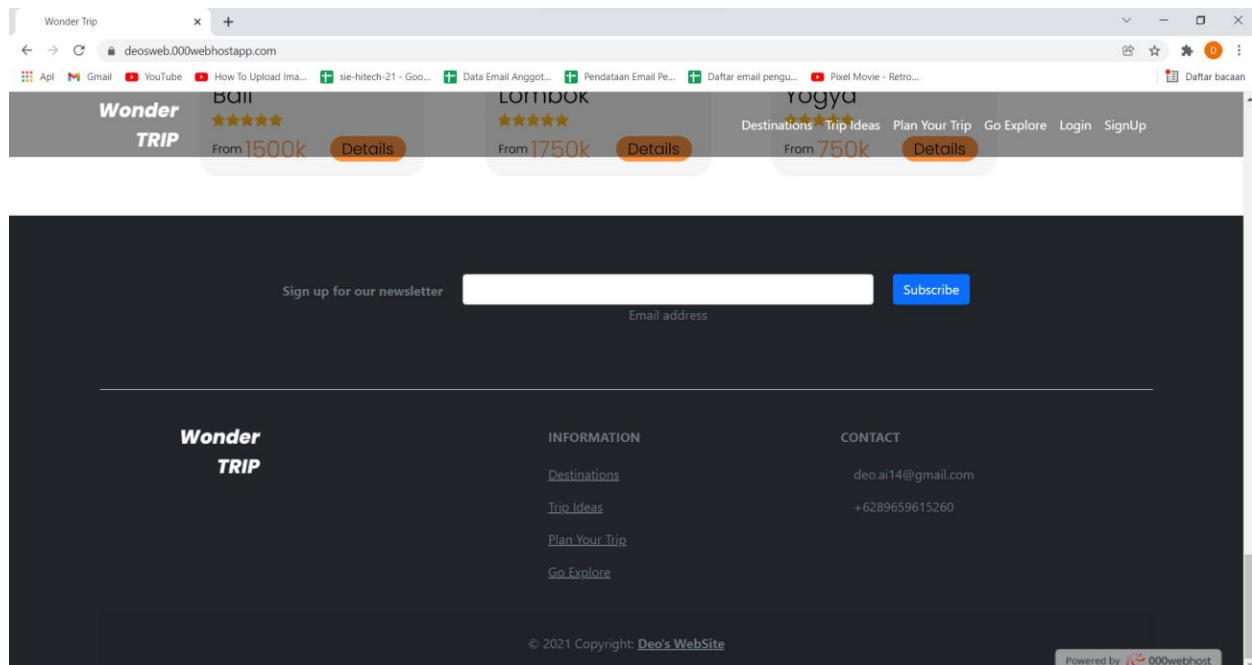 Wonder Trip
deosweb.000webhostapp.com
Apl Gmail YouTube How To Upload Ima... sie-hitech-21 - Goo... Data Email Anggot... Pendataan Email Pe... Daftar email pengu... Pixel Movie - Retro... Daftar bacaan
Wonder
TRIP
Destinations Trip Ideas Plan Your Trip Go Explore Login SignUp
Bali Lombok Yogya
From 1500k Details From 1750k Details From 750k Details
Sign up for our newsletter Subscribe
Email address
Wonder
TRIP
INFORMATION
Destinations
Trip Ideas
Plan Your Trip
Go Explore
CONTACT
deo.ai14@gmail.com
+6289659615260
© 2021 Copyright: Deo's WebSite
Powered by 000webhost